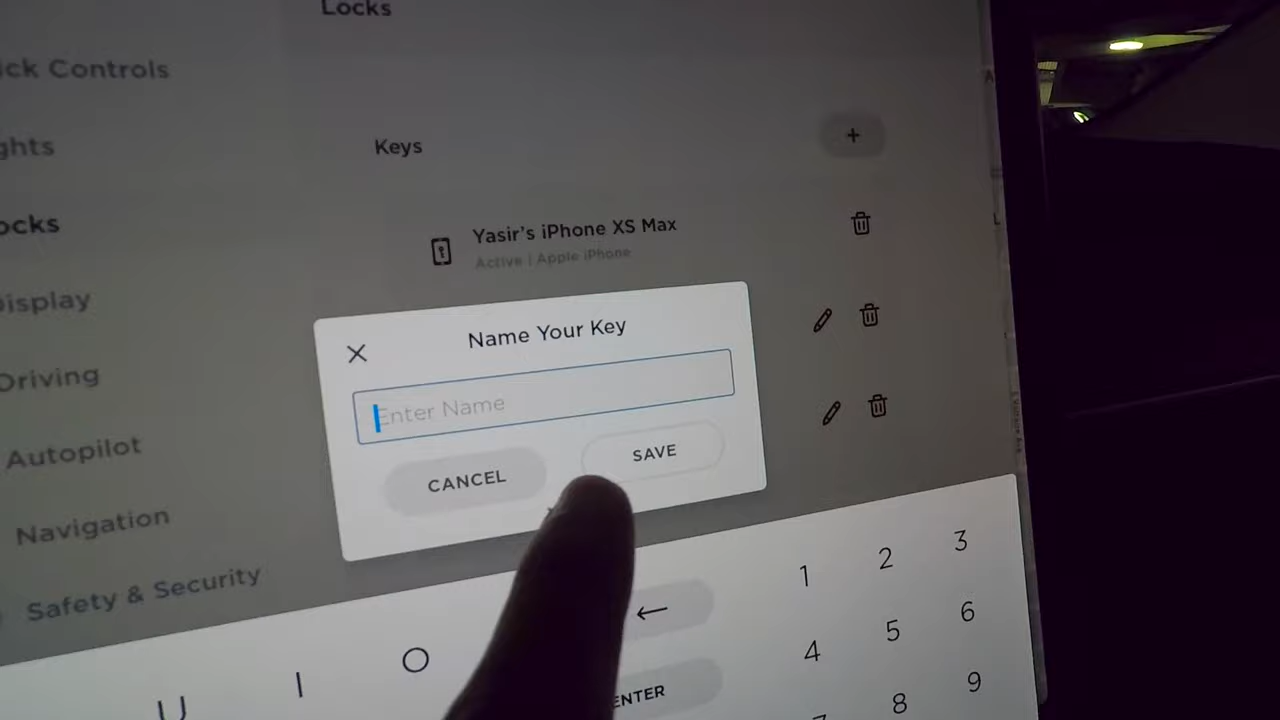 Locks
ick Controls
ghts
Keys
+
ocks
Yasir's iPhone XS Max
Active | Apple iPhone
Display
Name Your Key
Driving
Enter Name
SAVE
Autopilot
CANCEL
Navigation
Safety & Security
1 2 3
U I O
4 5 6
ENTER
7 8 9